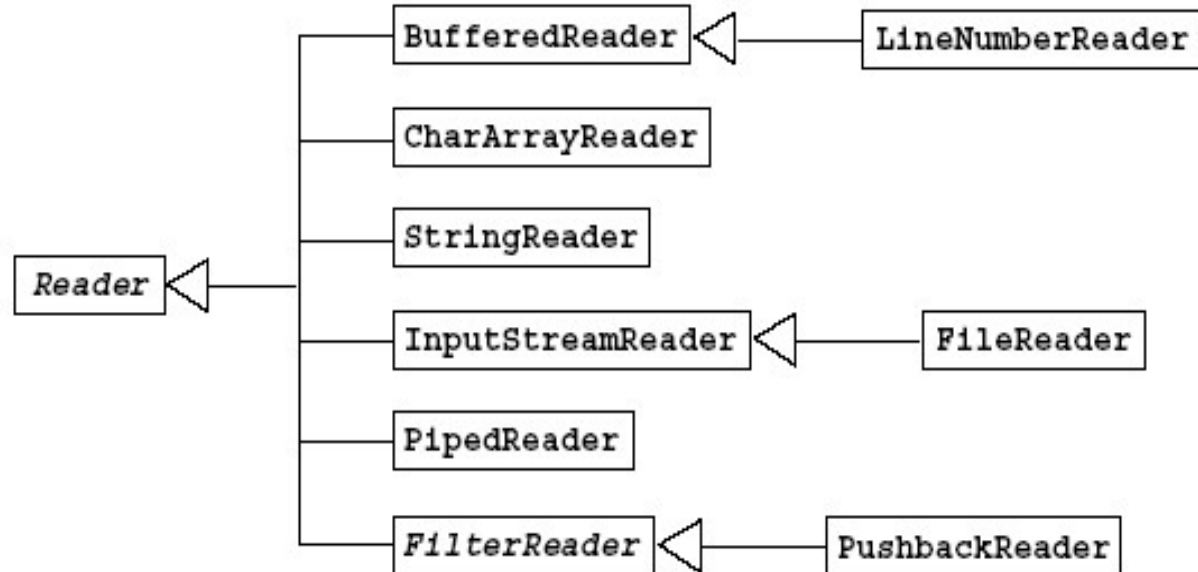 BufferedReader
LineNumberReader
CharArrayReader
StringReader
Reader
InputStreamReader
FileReader
PipedReader
FilterReader
PushbackReader